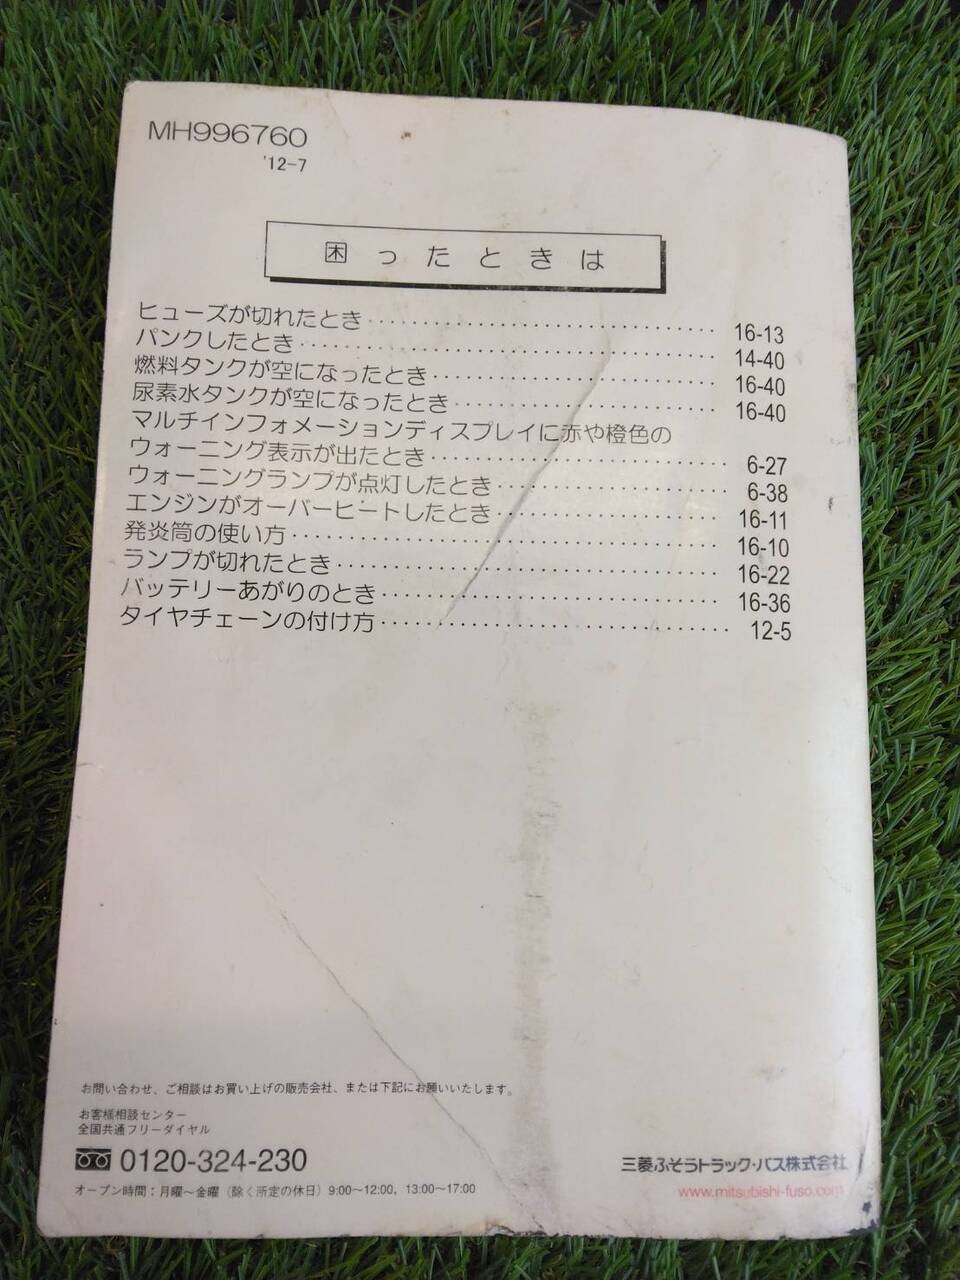 MH996760
'12-7
困ったときは
ヒューズが切れたとき 16-13
パンクしたとき 14-40
燃料タンクが空になったとき 16-40
尿素水タンクが空になったとき 16-40
マルチインフォメーションディスプレイに赤や橙色の
ウォーニング表示が出たとき 6-27
ウォーニングランプが点灯したとき 6-38
エンジンがオーバーヒートしたとき 16-11
発炎筒の使い方 16-10
ランプが切れたとき 16-22
バッテリーあがりのとき 16-36
タイヤチェーンの付け方 12-5
お問い合わせ、ご相談はお買い上げの販売会社、または下記にお願いいたします。
お客様相談センター
全国共通フリーダイヤル
0120-324-230
オープン時間：月曜～金曜（除く所定の休日）9:00～12:00，13:00～17:00
三菱ふそうトラック・バス株式会社
www.mitsubishi-fuso.com